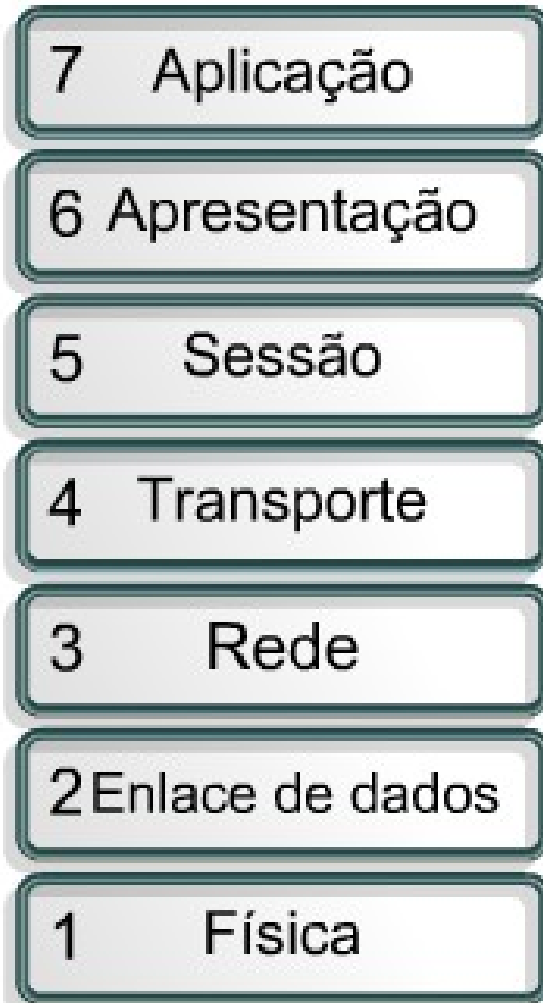 7 Aplicação
6 Apresentação
5 Sessão
4 Transporte
3 Rede
2 Enlace de dados
1 Física